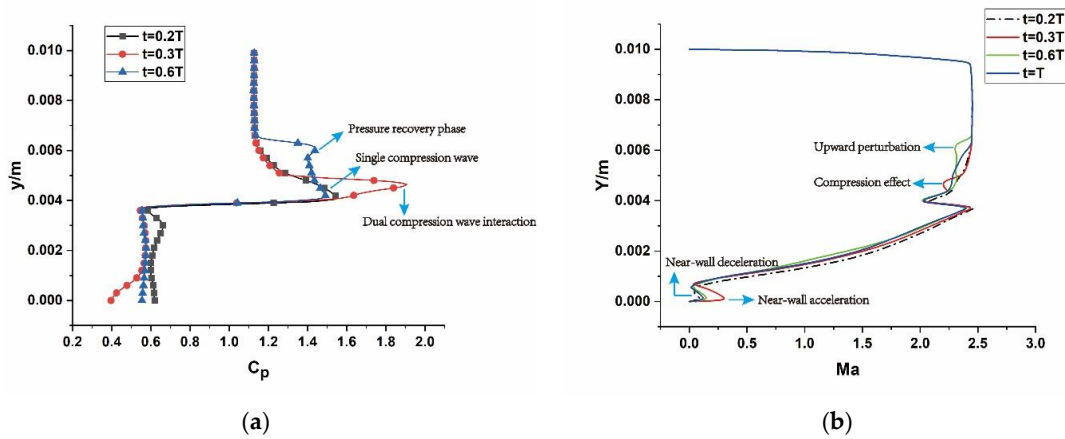 t=0.2T
t=0.3T
t=0.6T
0.010
0.008
0.006
0.004
0.002
0.000
y/m
Pressure recovery phase
Single compression wave
Dual compression wave interaction
0.2 0.4 0.6 0.8 1.0 1.2 1.4 1.6 1.8 2.0
Cp
(a)
t=0.2T
t=0.3T
t=0.6T
t=T
0.010
0.008
0.006
0.004
0.002
0.000
Y/m
Upward perturbation
Compression effect
Near-wall deceleration
Near-wall acceleration
0.0 0.5 1.0 1.5 2.0 2.5 3.0
Ma
(b)